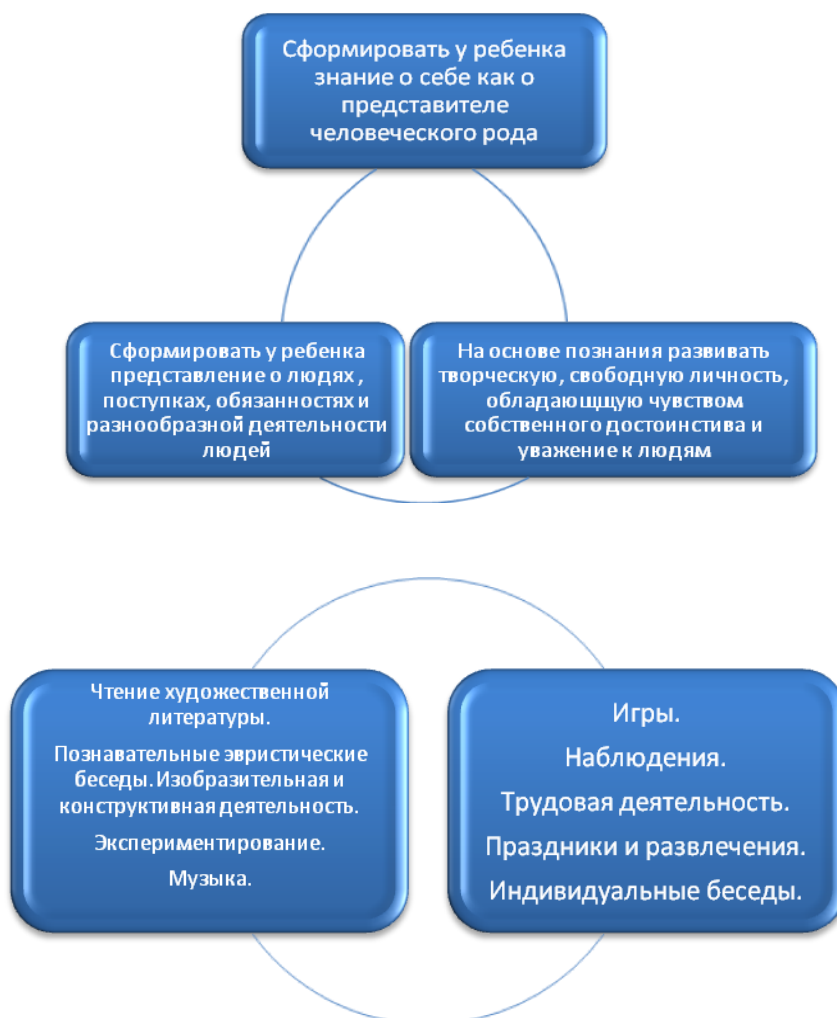 Сформировать у ребенка
знание о себе как о
представителе
человеческого рода
Сформировать у ребенка
представление о людях ,
поступках, обязанностях и
разнообразной деятельности
людей
На основе познания развивать
творческую, свободную личность,
обладающщую чувством
собственного достоинстива и
уважение к людям
Чтение художественной
литературы.
Познавательные эвристические
беседы. Изобразительная и
конструктивная деятельность.
Экспериментирование.
Музыка.
Игры.
Наблюдения.
Трудовая деятельность.
Праздники и развлечения.
Индивидуальные беседы.